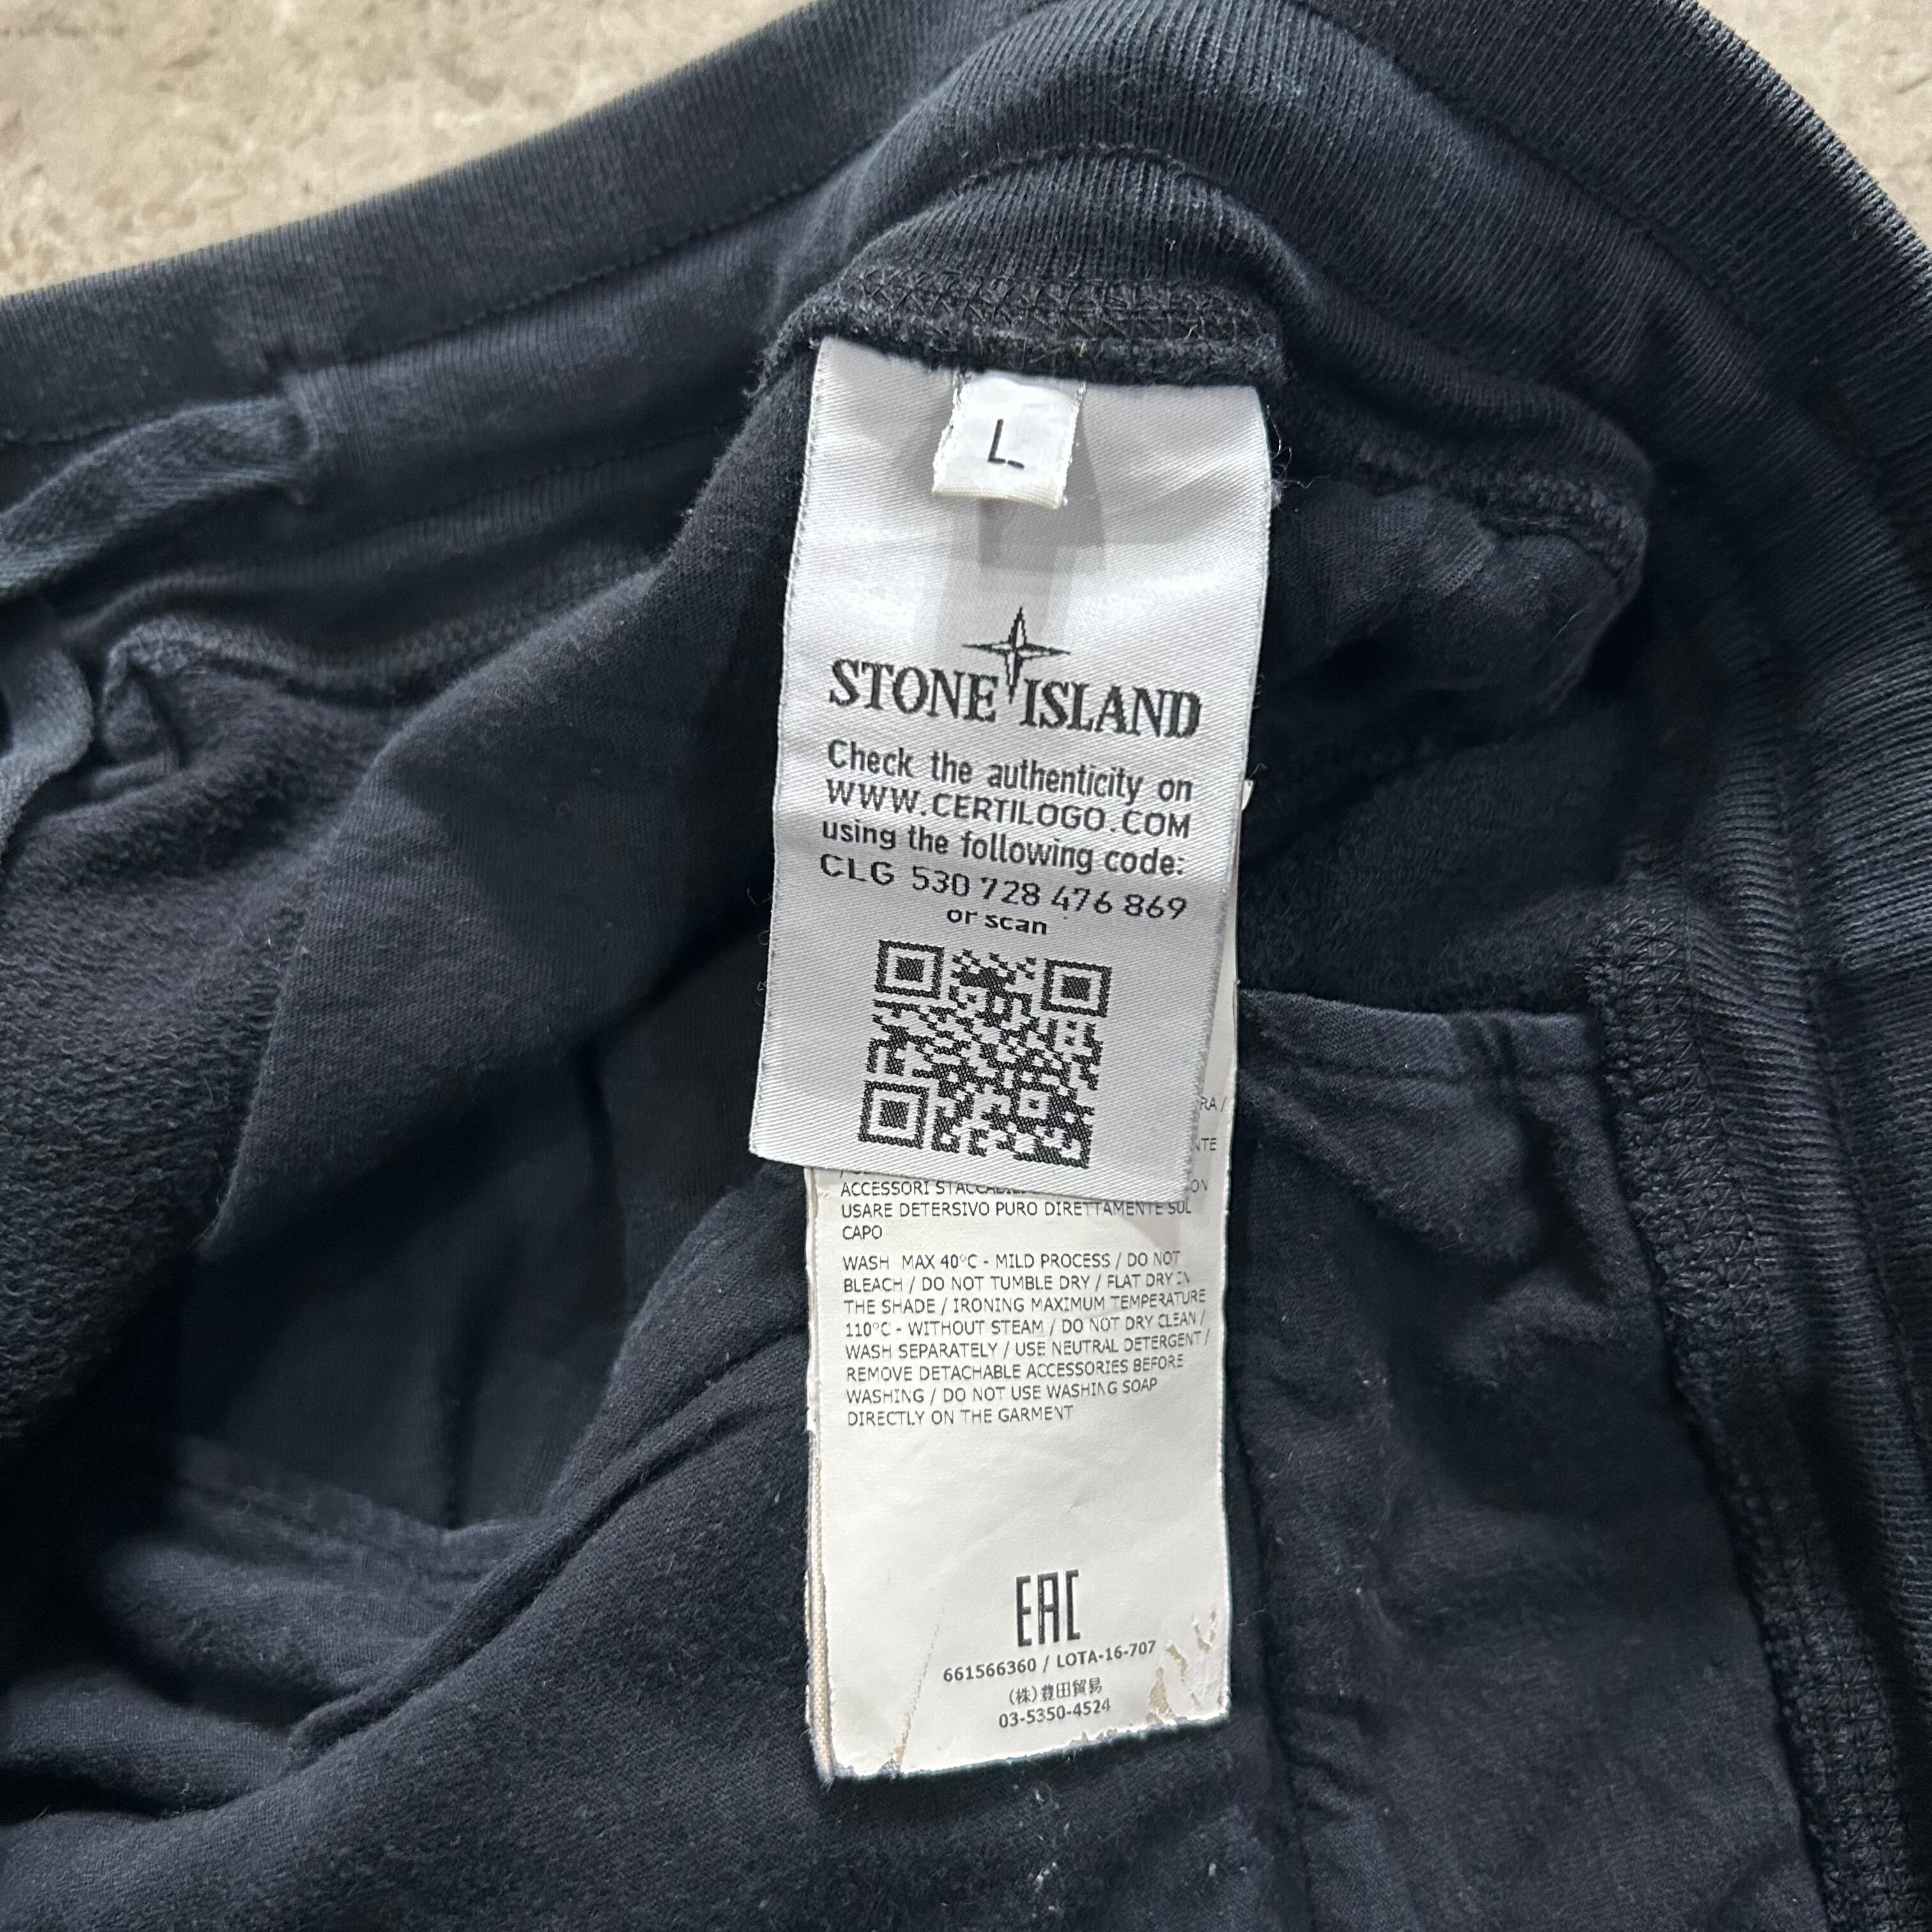 L
STONE ISLAND
Check the authenticity on
WWW.CERTILOGO.COM
using the following code:
CLG 530 728 476 869
or scan
RA /
NTE
ACCESSORI ON
USARE DETERSIVO PURO DIRETTAMENTE SUL
CAPO
WASH MAX 40°C - MILD PROCESS / DO NOT
BLEACH / DO NOT TUMBLE DRY / FLAT DRY IN
THE SHADE / IRONING MAXIMUM TEMPERATURE
110°C - WITHOUT STEAM / DO NOT DRY CLEAN /
WASH SEPARATELY / USE NEUTRAL DETERGENT /
REMOVE DETACHABLE ACCESSORIES BEFORE
WASHING / DO NOT USE WASHING SOAP
DIRECTLY ON THE GARMENT
EAC
661566360 / LOTA-16-707
(株)豊田貿易
03-5350-4524